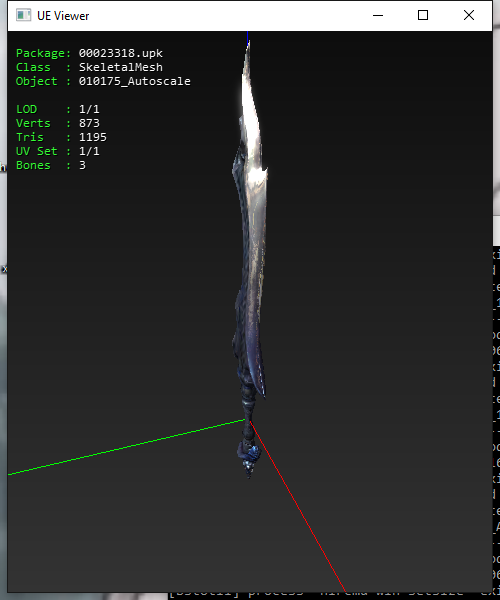 UE Viewer
Package: 00023318.upk
Class : SkeletalMesh
Object : 010175_Autoscale
LOD : 1/1
Verts : 873
Tris : 1195
UV Set : 1/1
Bones : 3